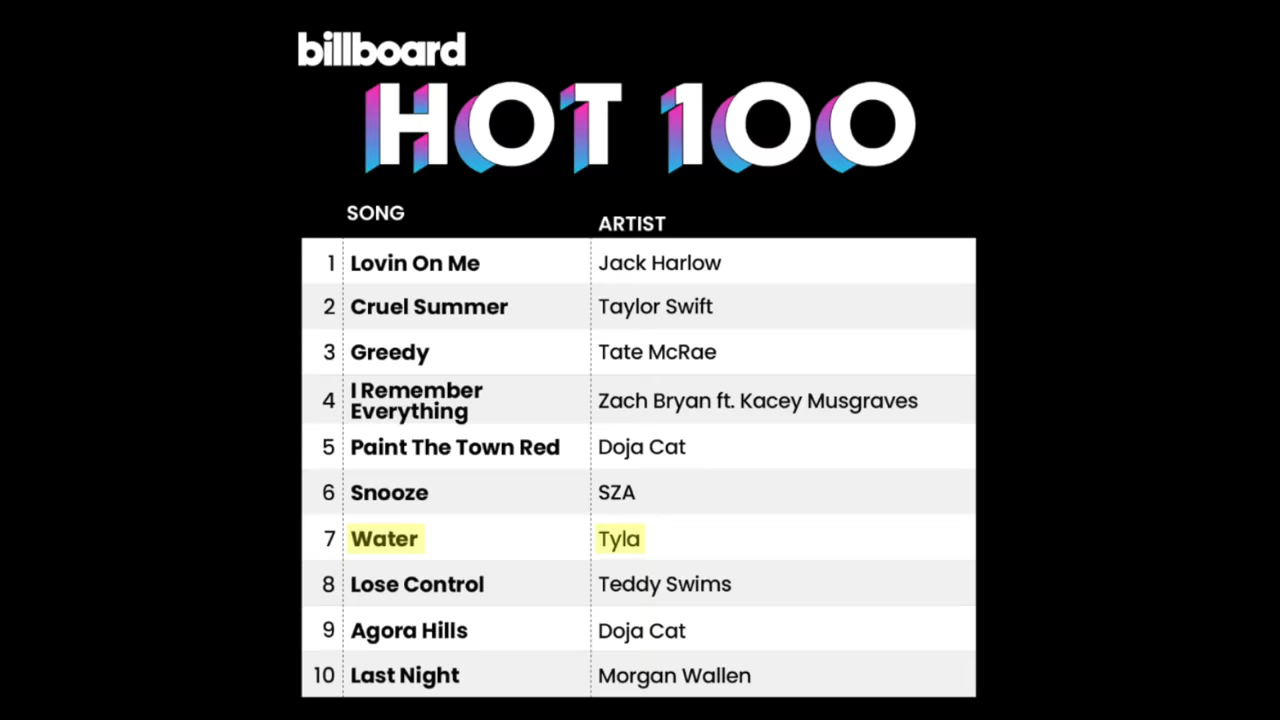 billboard
HOT 100
SONG ARTIST
1 Lovin On Me Jack Harlow
2 Cruel Summer Taylor Swift
3 Greedy Tate McRae
4 I Remember Everything Zach Bryan ft. Kacey Musgraves
5 Paint The Town Red Doja Cat
6 Snooze SZA
7 Water Tyla
8 Lose Control Teddy Swims
9 Agora Hills Doja Cat
10 Last Night Morgan Wallen